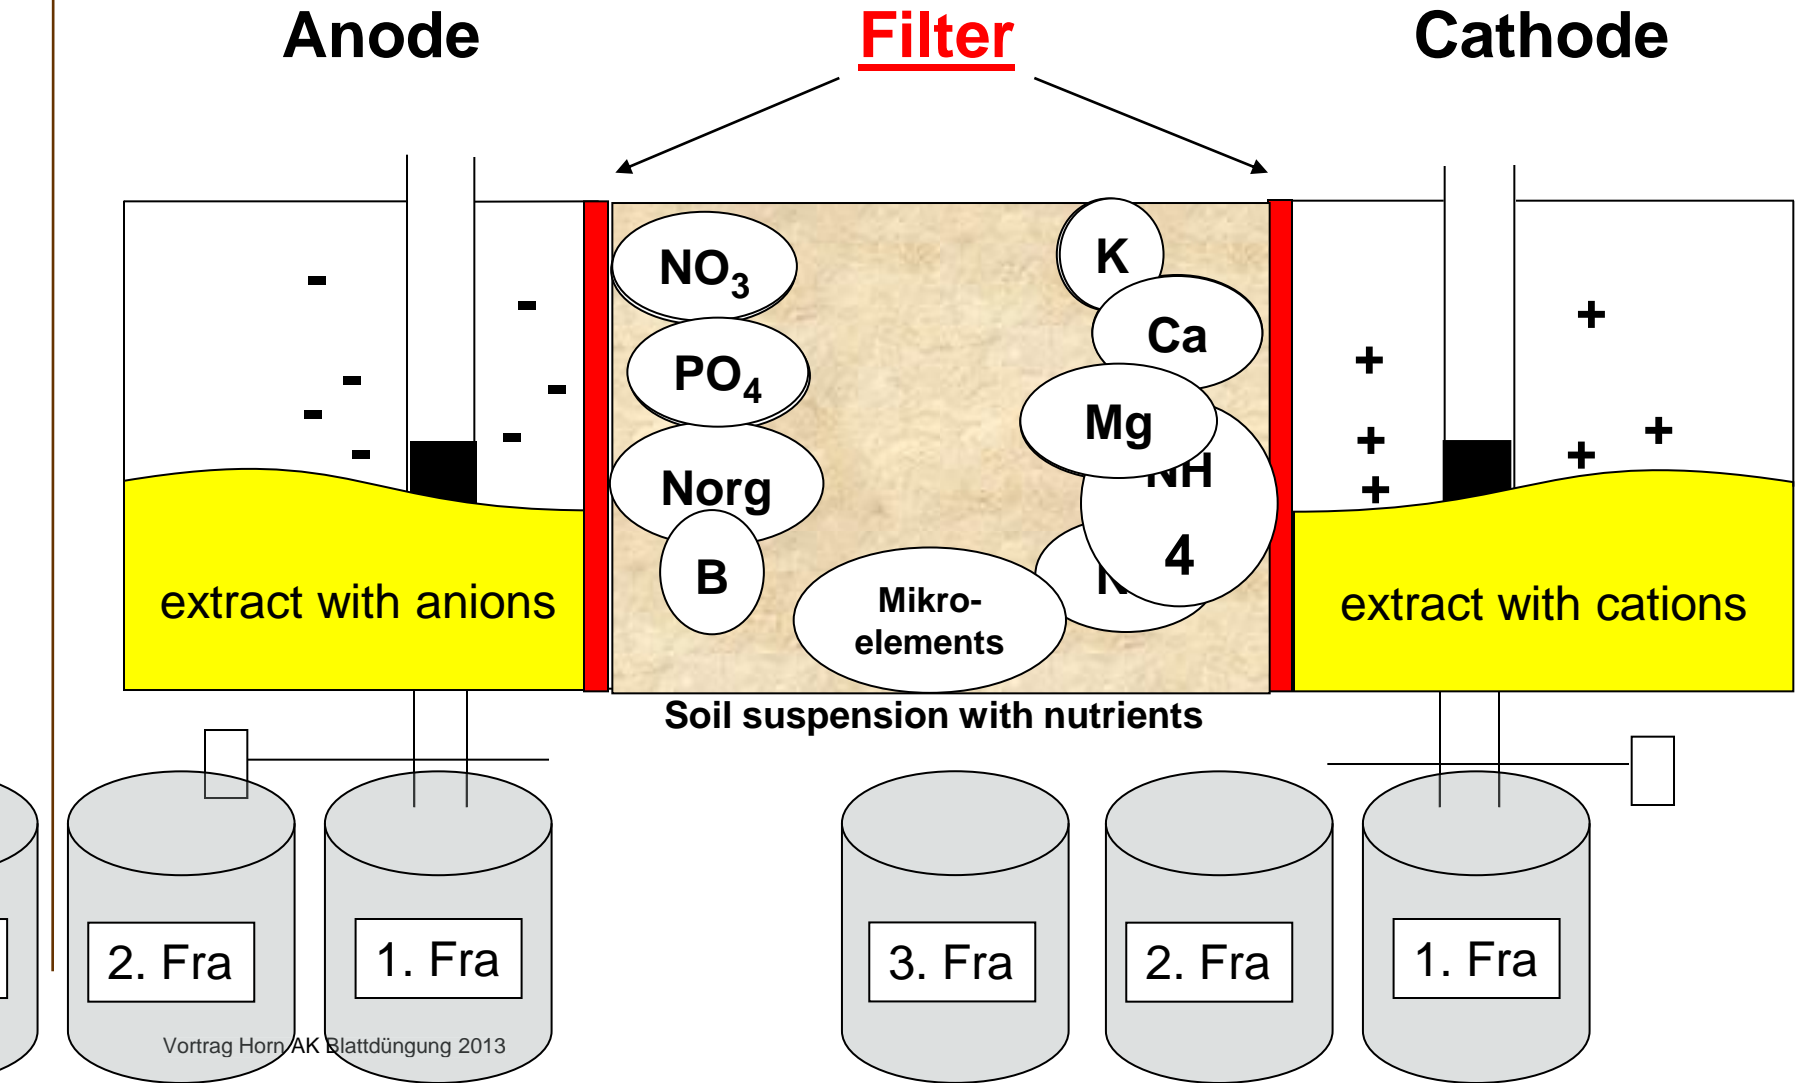 Anode
Filter
Cathode
NO3
PO4
Norg
B
K
Ca
Mg
NH
4
Mikro-
elements
extract with anions
extract with cations
- - - - - - -
+ + + + + +
Soil suspension with nutrients
2. Fra
1. Fra
3. Fra
2. Fra
1. Fra
Vortrag Horn AK Blattdüngung 2013